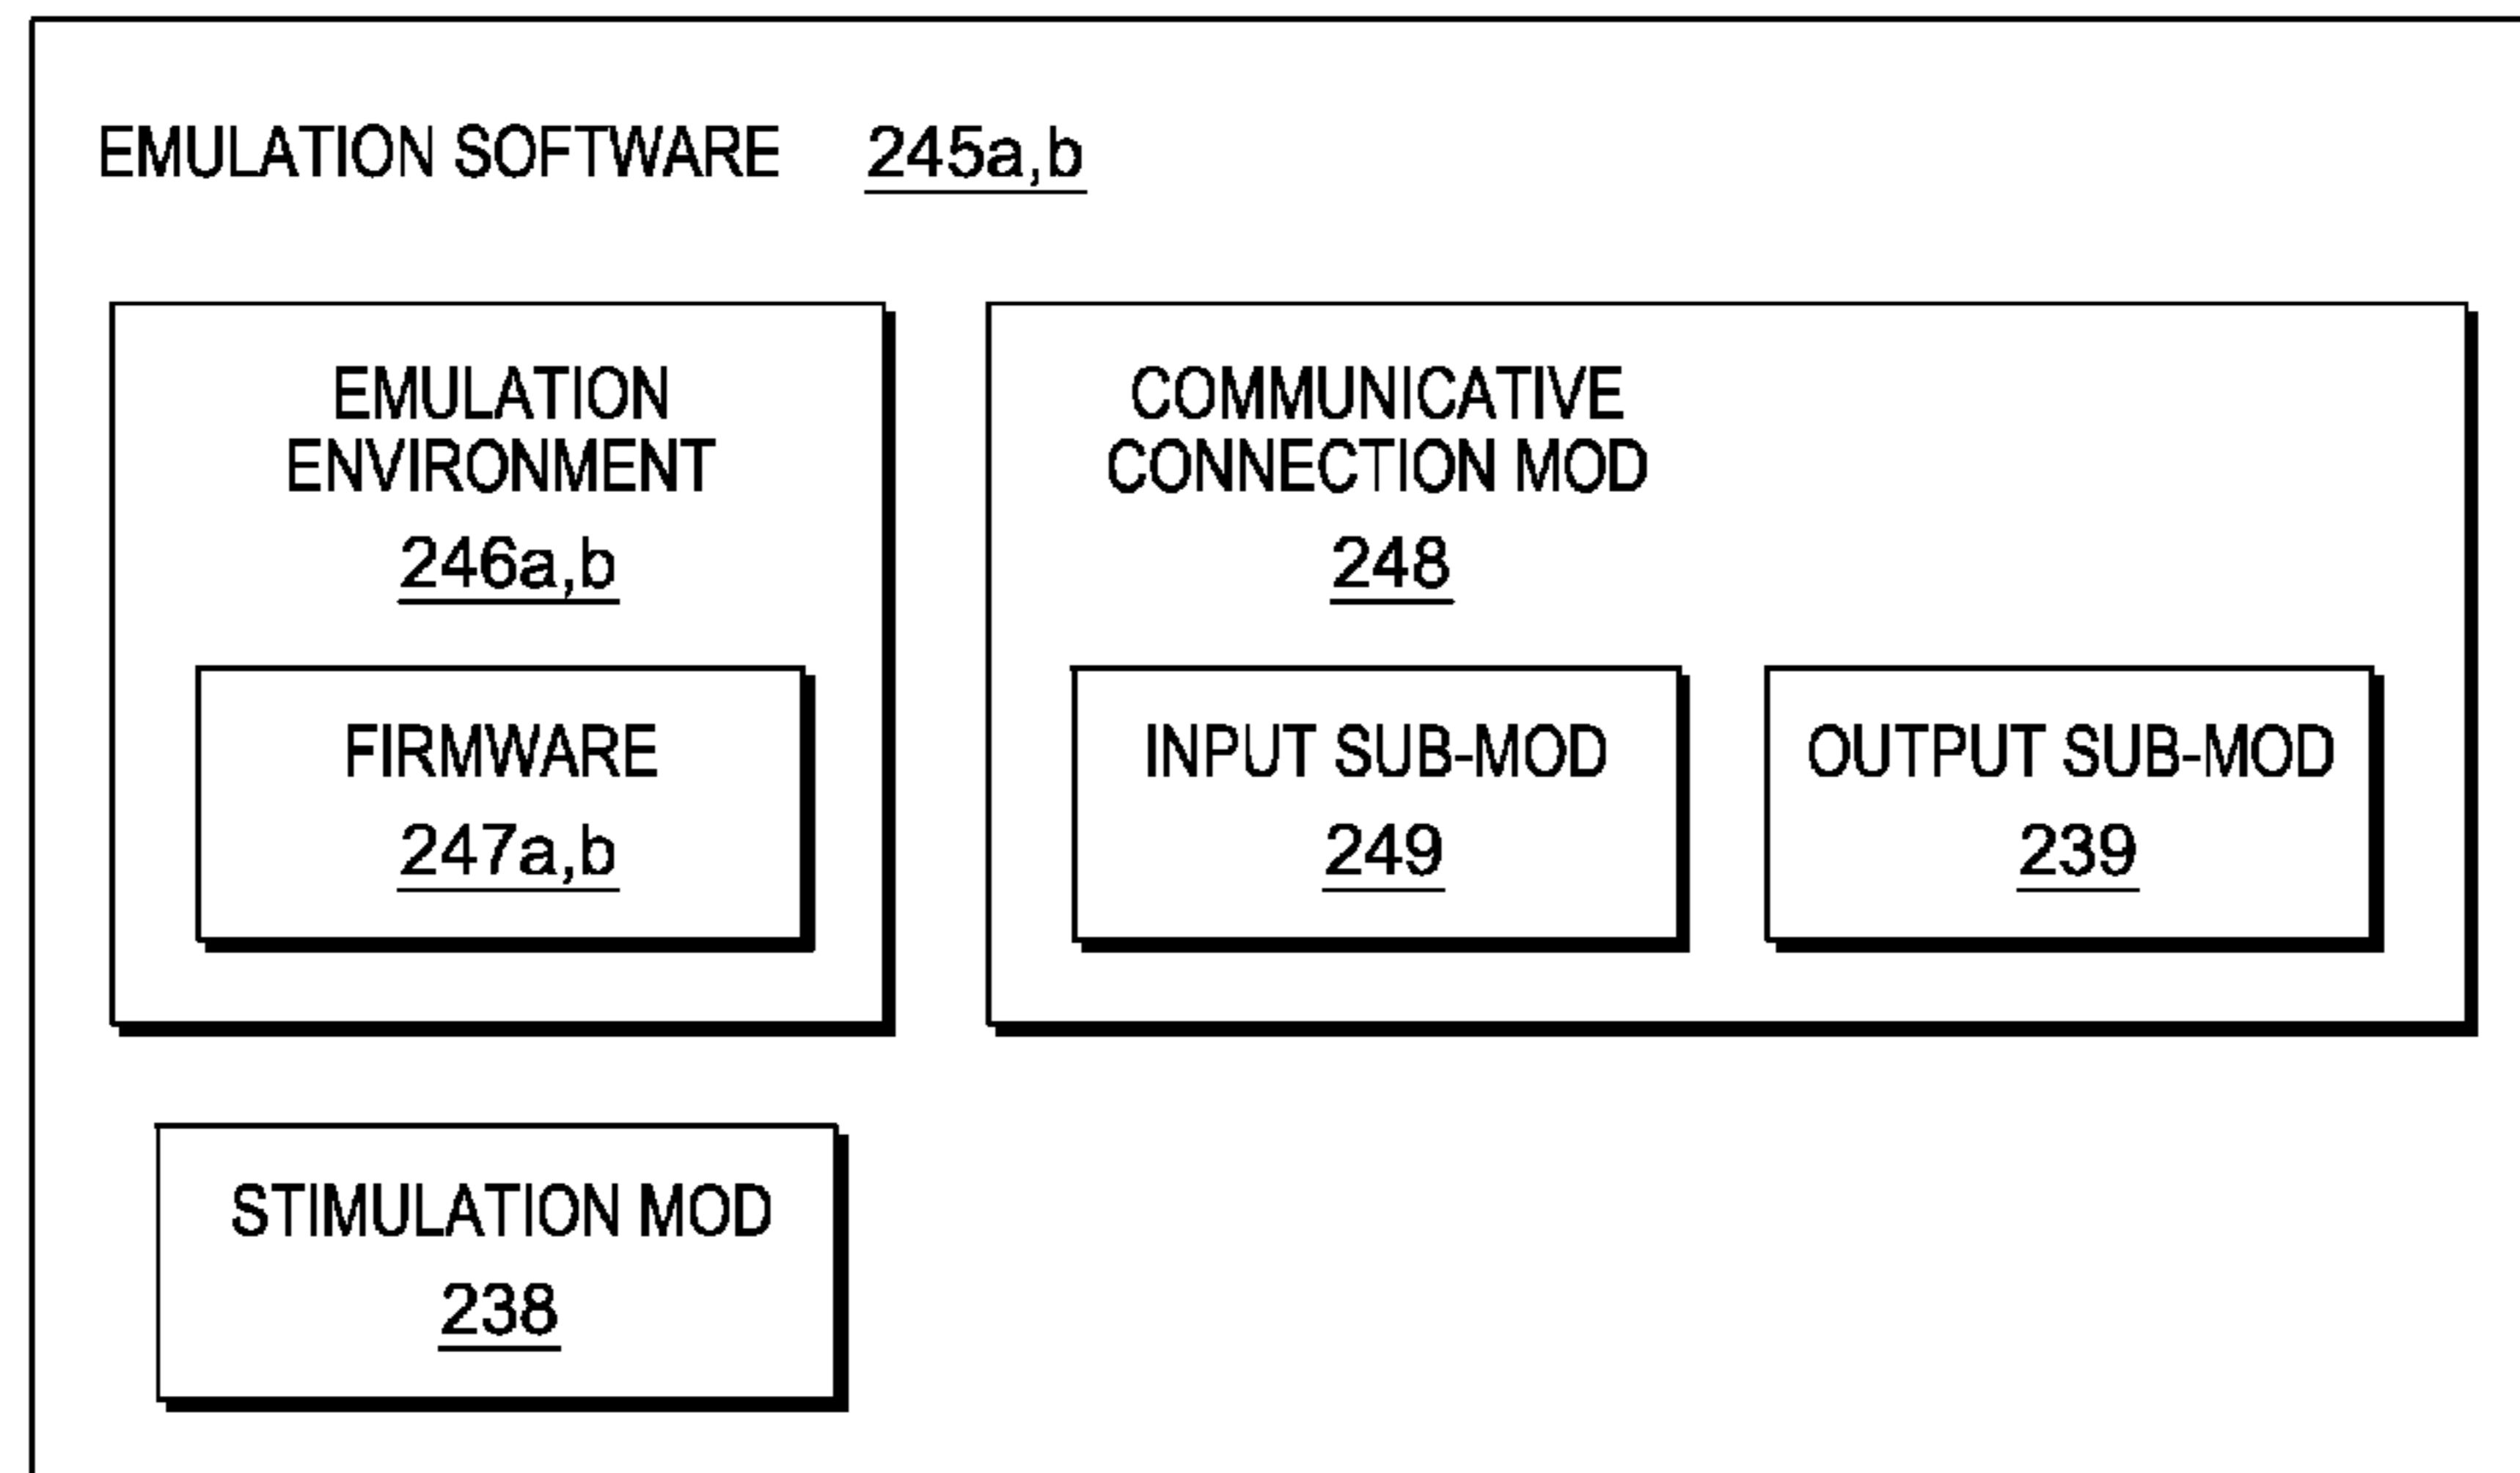 EMULATION SOFTWARE 245a,b
EMULATION
ENVIRONMENT
246a,b
FIRMWARE
247a,b
COMMUNICATIVE
CONNECTION MOD
248
INPUT SUB-MOD
249
OUTPUT SUB-MOD
239
STIMULATION MOD
238